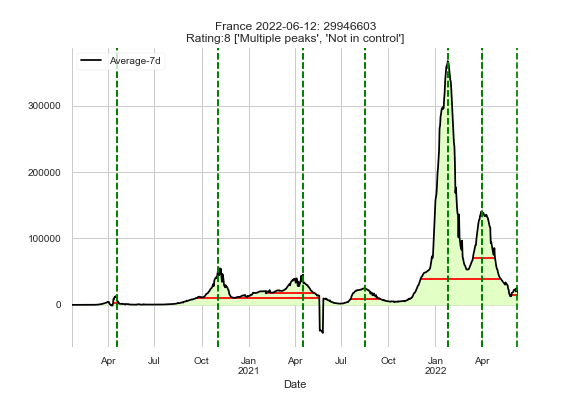 France 2022-06-12: 29946603
Rating:8 ['Multiple peaks', 'Not in control']
Average-7d
300000
200000
100000
0
Apr Jul Oct Jan Apr Jul Oct Jan Apr
2021 2022
Date